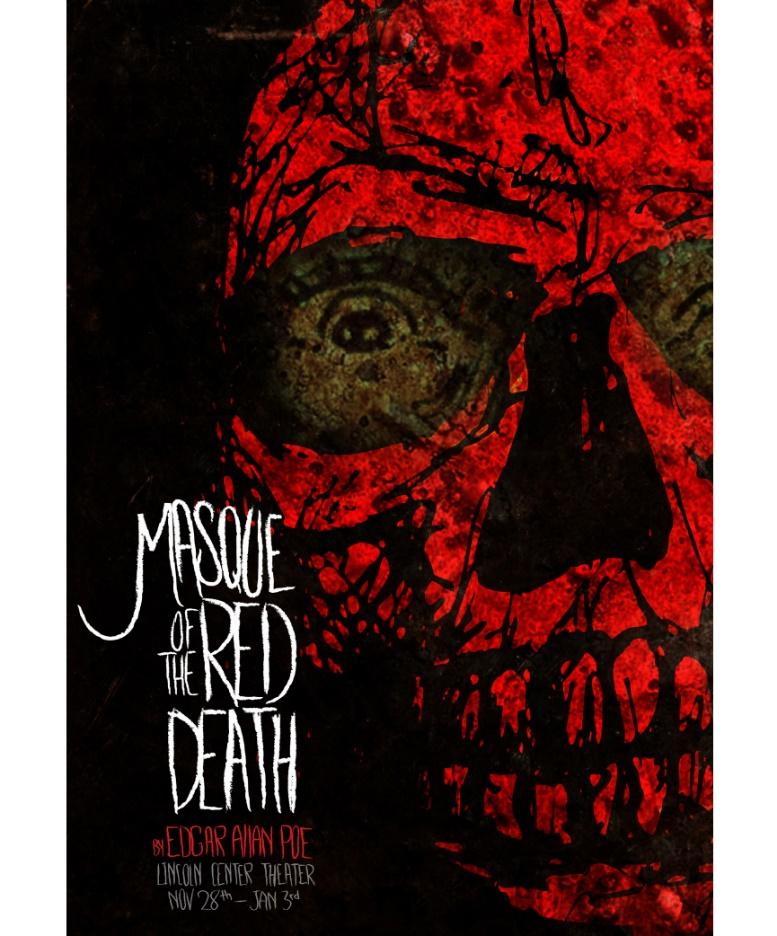 MASQUE
OF THE RED
DEATH
BY EDGAR AllAN POE
LINCOLN CENTER THEATER
NOV 28th – JAN 3rd